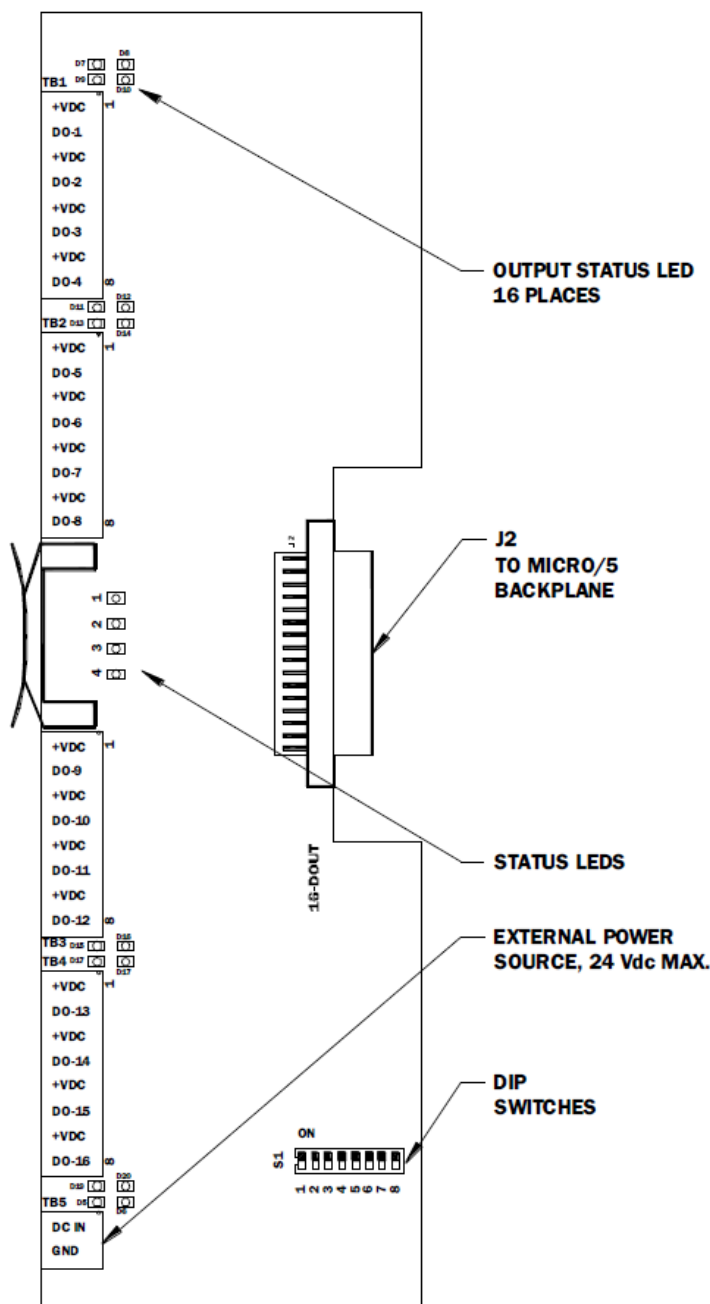 D7
D8
TB1
D9
D10
+VDC
1
DO-1
+VDC
DO-2
+VDC
DO-3
+VDC
DO-4
8
OUTPUT STATUS LED
16 PLACES
D11
D12
TB2
D13
D14
+VDC
1
DO-5
+VDC
DO-6
+VDC
DO-7
+VDC
DO-8
8
J2
J2
TO MICRO/5
BACKPLANE
1
2
3
4
+VDC
1
DO-9
+VDC
DO-10
+VDC
DO-11
+VDC
DO-12
8
16-DOUT
STATUS LEDS
TB3
D15
D16
TB4
D17
D17
EXTERNAL POWER
SOURCE, 24 Vdc MAX.
+VDC
1
DO-13
+VDC
DO-14
+VDC
DO-15
+VDC
DO-16
8
DIP
SWITCHES
ON
S1
1 2 3 4 5 6 7 8
D19
D20
TB5
D5
D6
DC IN
GND